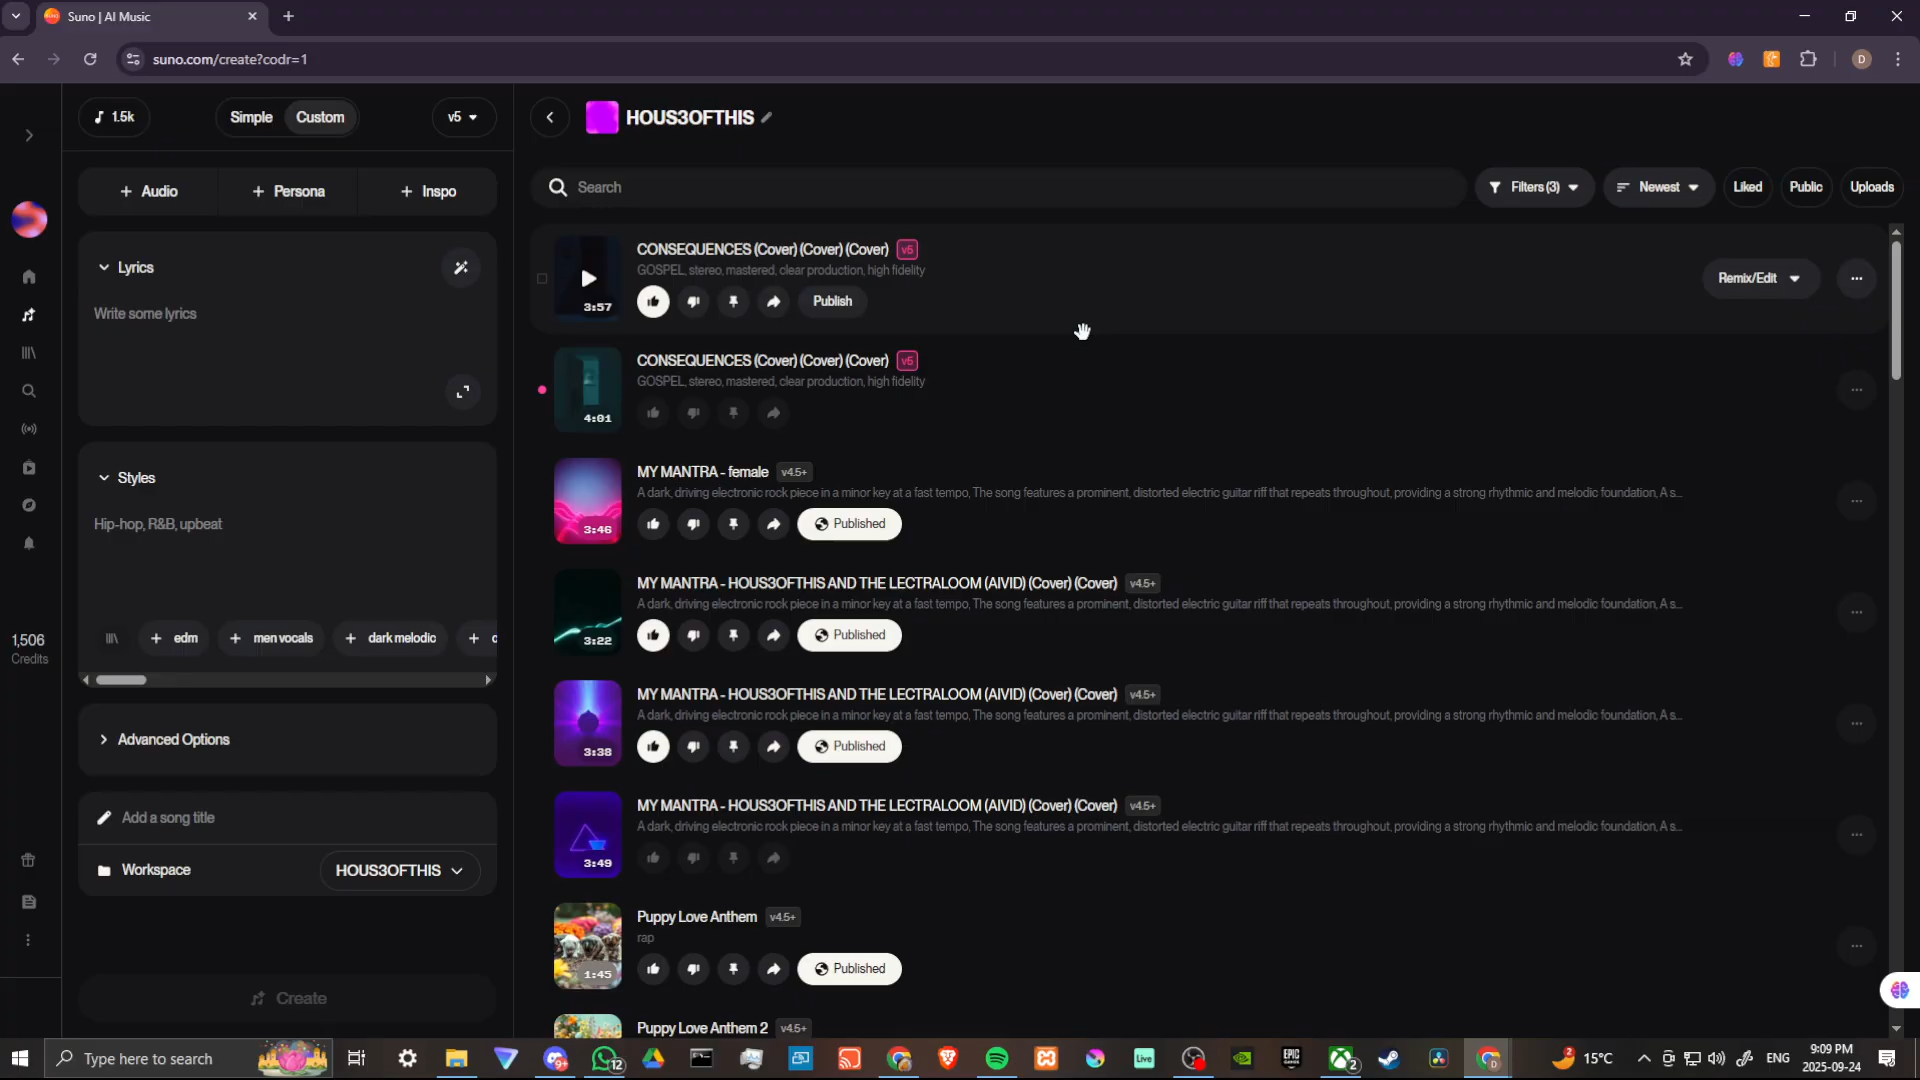 Suno | AI Music
suno.com/create?codr=1
D
1.5k
Simple
Custom
v5
Audio
Persona
Inspo
Lyrics
Write some lyrics
Styles
Hip-hop, R&B, upbeat
edm
men vocals
dark melodic
Advanced Options
Add a song title
Workspace
HOUS3OFTHIS
Create
1,506
Credits
HOUS3OFTHIS
Search
Filters (3)
Newest
Liked
Public
Uploads
3:57
CONSEQUENCES (Cover) (Cover) (Cover) v5
GOSPEL, stereo, mastered, clear production, high fidelity
Publish
Remix/Edit
4:01
CONSEQUENCES (Cover) (Cover) (Cover) v5
GOSPEL, stereo, mastered, clear production, high fidelity
3:46
MY MANTRA - female v4.5+
A dark, driving electronic rock piece in a minor key at a fast tempo, The song features a prominent, distorted electric guitar riff that repeats throughout, providing a strong rhythmic and melodic foundation, A s...
Published
3:22
MY MANTRA - HOUS3OFTHIS AND THE LECTRALOOM (AIVID) (Cover) (Cover) v4.5+
A dark, driving electronic rock piece in a minor key at a fast tempo, The song features a prominent, distorted electric guitar riff that repeats throughout, providing a strong rhythmic and melodic foundation, A s...
Published
3:38
MY MANTRA - HOUS3OFTHIS AND THE LECTRALOOM (AIVID) (Cover) (Cover) v4.5+
A dark, driving electronic rock piece in a minor key at a fast tempo, The song features a prominent, distorted electric guitar riff that repeats throughout, providing a strong rhythmic and melodic foundation, A s...
Published
3:49
MY MANTRA - HOUS3OFTHIS AND THE LECTRALOOM (AIVID) (Cover) (Cover) v4.5+
A dark, driving electronic rock piece in a minor key at a fast tempo, The song features a prominent, distorted electric guitar riff that repeats throughout, providing a strong rhythmic and melodic foundation, A s...
1:45
Puppy Love Anthem v4.5+
rap
Published
Puppy Love Anthem 2 v4.5+
Type here to search
12
Live
EPIC
GAMES
2
D
2
15°C
ENG
9:09 PM
2025-09-24